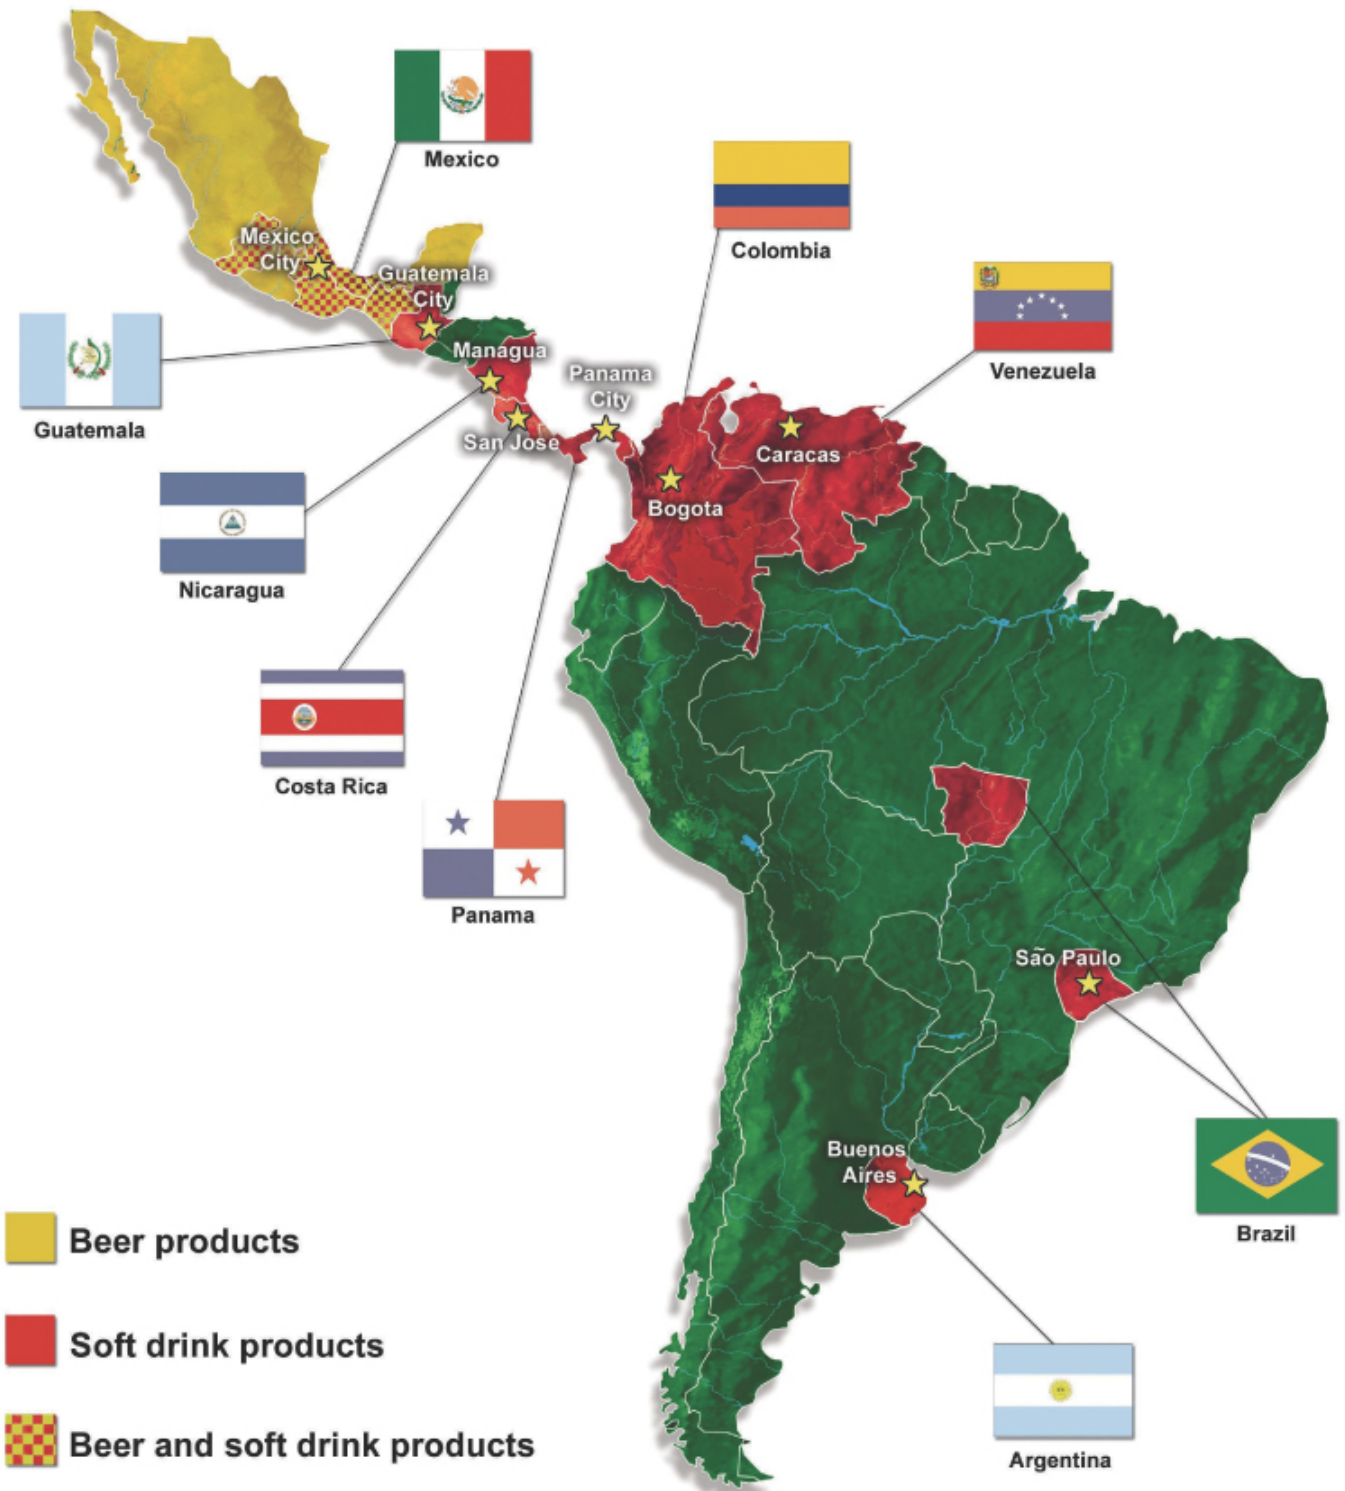 Mexico
Colombia
Mexico
City
Guatemala
City
Venezuela
Guatemala
Managua
Panama
City
San Jose
Caracas
Bogota
Nicaragua
Costa Rica
Panama
São Paulo
Buenos
Aires
Brazil
Argentina
Beer products
Soft drink products
Beer and soft drink products